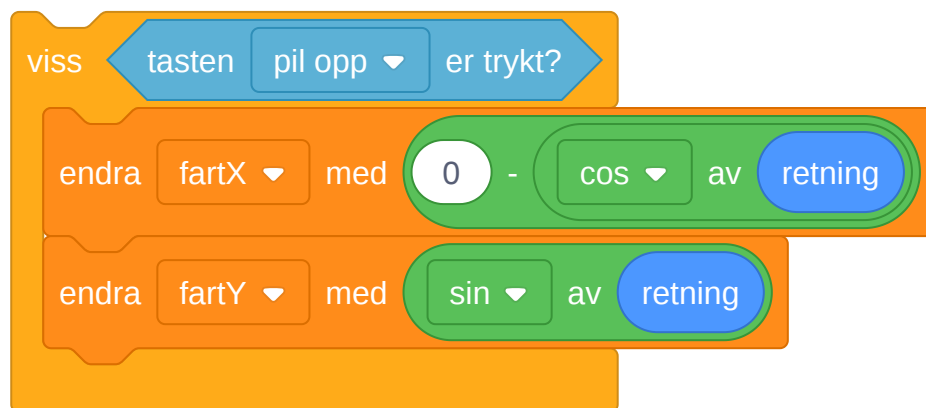 viss tasten pil opp er trykt?
endra fartX med 0 - cos av retning
endra fartY med sin av retning